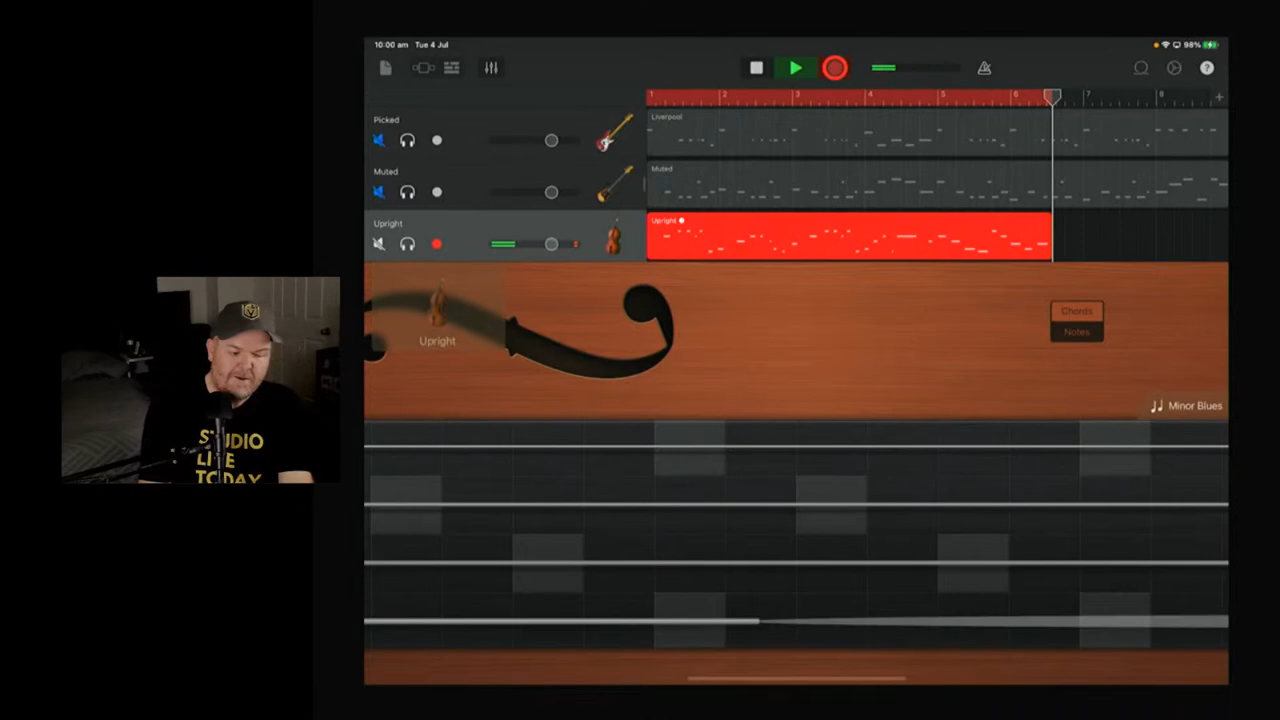 10:00 am Tue 4 Jul
98%
?
1 2 3 4 5 6 7 8 +
Picked
Liverpool
Muted
Muted
Upright
Upright
Upright
Chords
Notes
Minor Blues
STUDIO
LIVE
TODAY